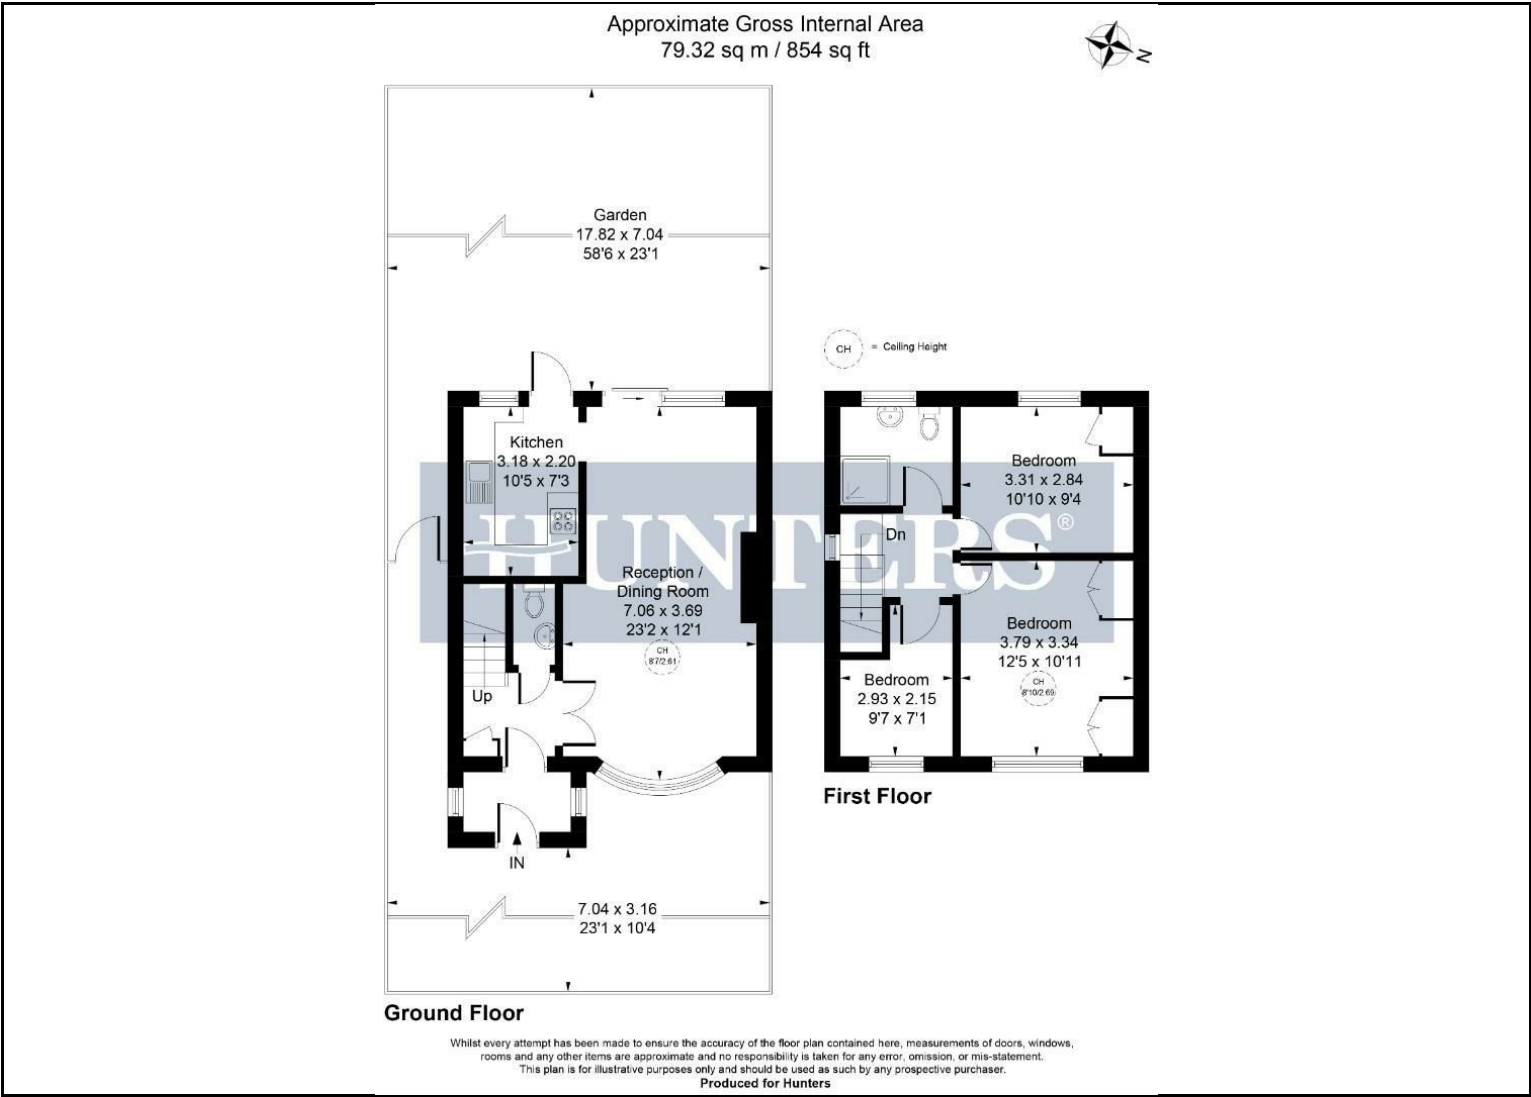 Approximate Gross Internal Area
79.32 sq m / 854 sq ft
N
Garden
17.82 x 7.04
58'6 x 23'1
CH = Ceiling Height
Kitchen
3.18 x 2.20
10'5 x 7'3
HUNTERS®
Reception /
Dining Room
7.06 x 3.69
23'2 x 12'1
CH
8'7/2.61
Up
IN
7.04 x 3.16
23'1 x 10'4
Ground Floor
Bedroom
3.31 x 2.84
10'10 x 9'4
Dn
Bedroom
3.79 x 3.34
12'5 x 10'11
CH
8'10/2.69
Bedroom
2.93 x 2.15
9'7 x 7'1
First Floor
Whilst every attempt has been made to ensure the accuracy of the floor plan contained here, measurements of doors, windows,
rooms and any other items are approximate and no responsibility is taken for any error, omission, or mis-statement.
This plan is for illustrative purposes only and should be used as such by any prospective purchaser.
Produced for Hunters